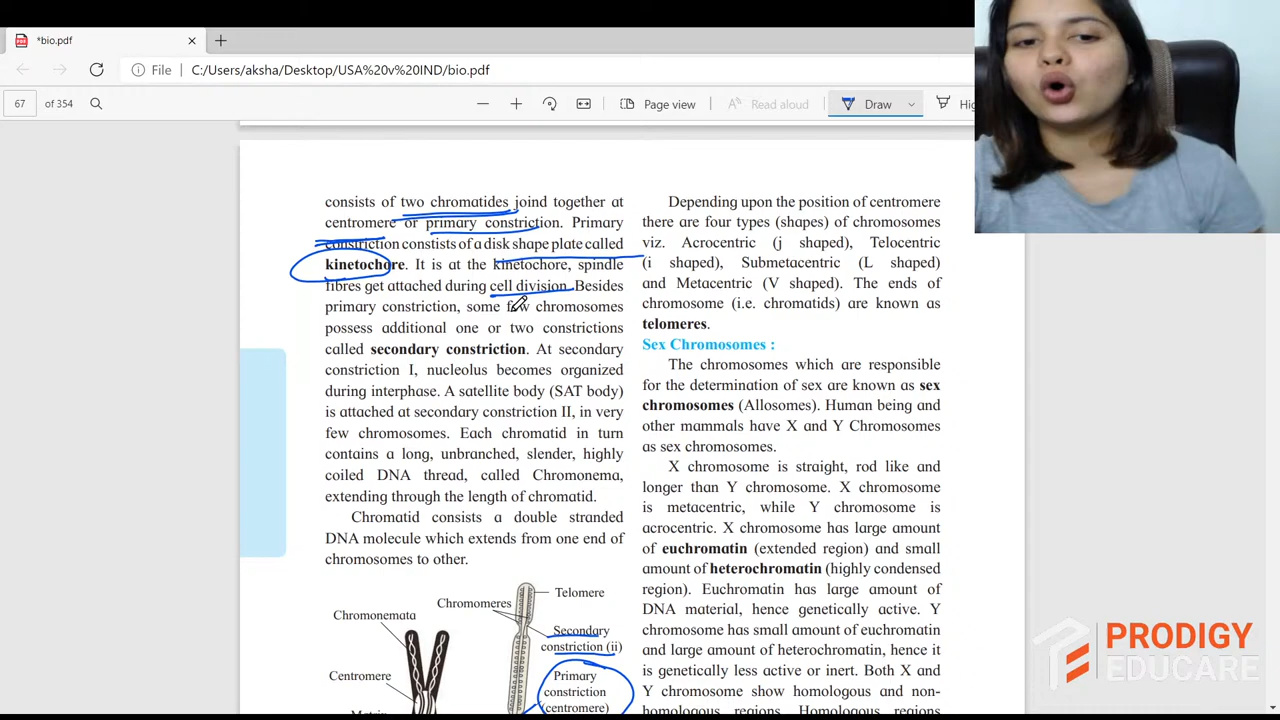 *bio.pdf
File
C:/Users/aksha/Desktop/USA%20v%20IND/bio.pdf
67 of 354
Page view
Read aloud
Draw
consists of two chromatides joind together at
centromere or primary constriction. Primary
constriction consists of a disk shape plate called
kinetochore. It is at the kinetochore, spindle
fibres get attached during cell division. Besides
primary constriction, some few chromosomes
possess additional one or two constrictions
called secondary constriction. At secondary
constriction I, nucleolus becomes organized
during interphase. A satellite body (SAT body)
is attached at secondary constriction II, in very
few chromosomes. Each chromatid in turn
contains a long, unbranched, slender, highly
coiled DNA thread, called Chromonema,
extending through the length of chromatid.
Chromatid consists a double stranded
DNA molecule which extends from one end of
chromosomes to other.
Chromonemata
Centromere
Chromomeres
Telomere
Secondary
constriction (ii)
Primary
constriction
(centromere)
Depending upon the position of centromere
there are four types (shapes) of chromosomes
viz. Acrocentric (j shaped), Telocentric
(i shaped), Submetacentric (L shaped)
and Metacentric (V shaped). The ends of
chromosome (i.e. chromatids) are known as
telomeres.
Sex Chromosomes :
The chromosomes which are responsible
for the determination of sex are known as sex
chromosomes (Allosomes). Human being and
other mammals have X and Y Chromosomes
as sex chromosomes.
X chromosome is straight, rod like and
longer than Y chromosome. X chromosome
is metacentric, while Y chromosome is
acrocentric. X chromosome has large amount
of euchromatin (extended region) and small
amount of heterochromatin (highly condensed
region). Euchromatin has large amount of
DNA material, hence genetically active. Y
chromosome has small amount of euchromatin
and large amount of heterochromatin, hence it
is genetically less active or inert. Both X and
Y chromosome show homologous and non-
homologous regions. Homologous regions
PRODIGY
EDUCARE